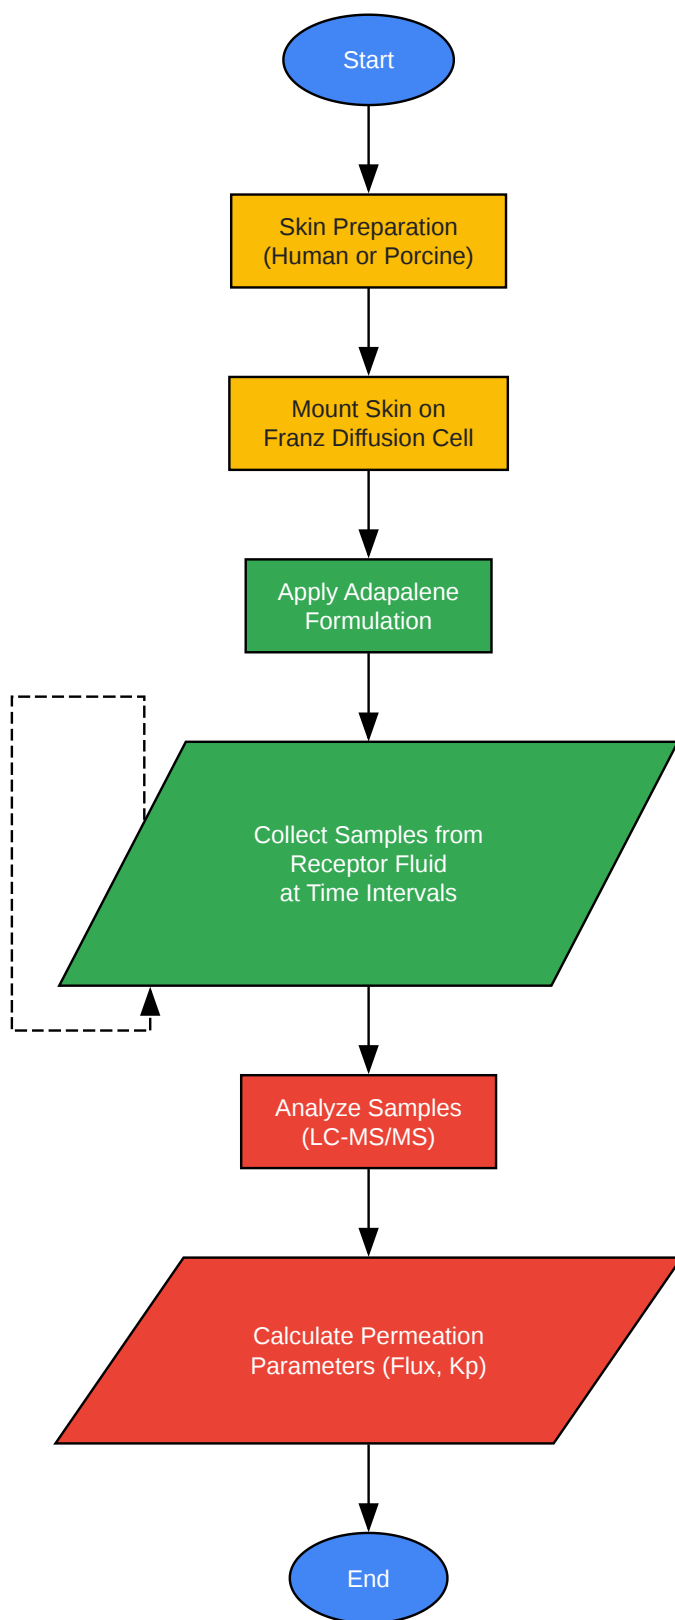 Start
Skin Preparation
(Human or Porcine)
Mount Skin on
Franz Diffusion Cell
Apply Adapalene
Formulation
Collect Samples from
Receptor Fluid
at Time Intervals
Analyze Samples
(LC-MS/MS)
Calculate Permeation
Parameters (Flux, Kp)
End